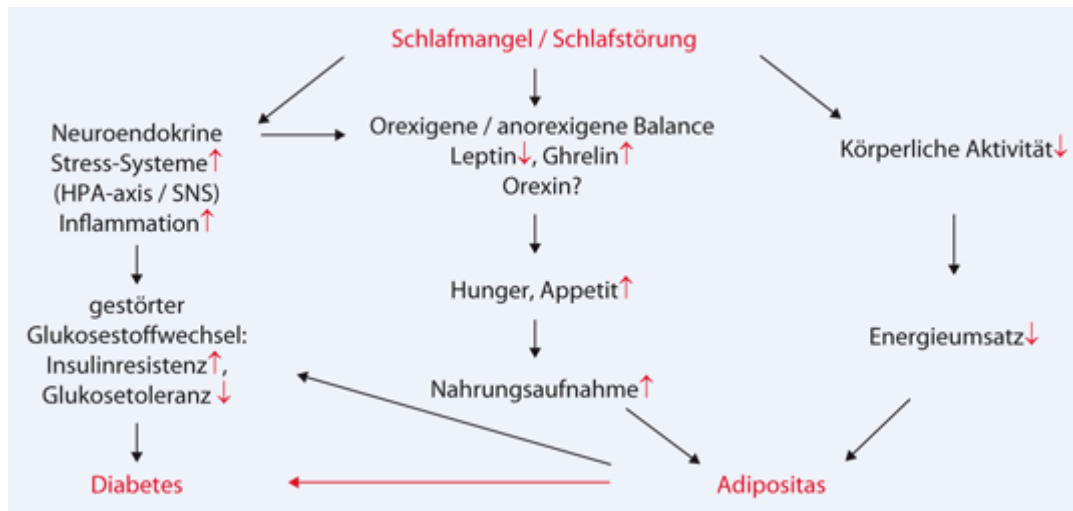 Schlafmangel / Schlafstörung
Neuroendokrine
Stress-Systeme↑
(HPA-axis / SNS)
Inflammation↑
Orexigene / anorexigene Balance
Leptin↓, Ghrelin↑
Orexin?
Körperliche Aktivität↓
gestörter
Glukosestoffwechsel:
Insulinresistenz↑,
Glukosetoleranz↓
Hunger, Appetit↑
Nahrungsaufnahme↑
Energieumsatz↓
Diabetes
Adipositas